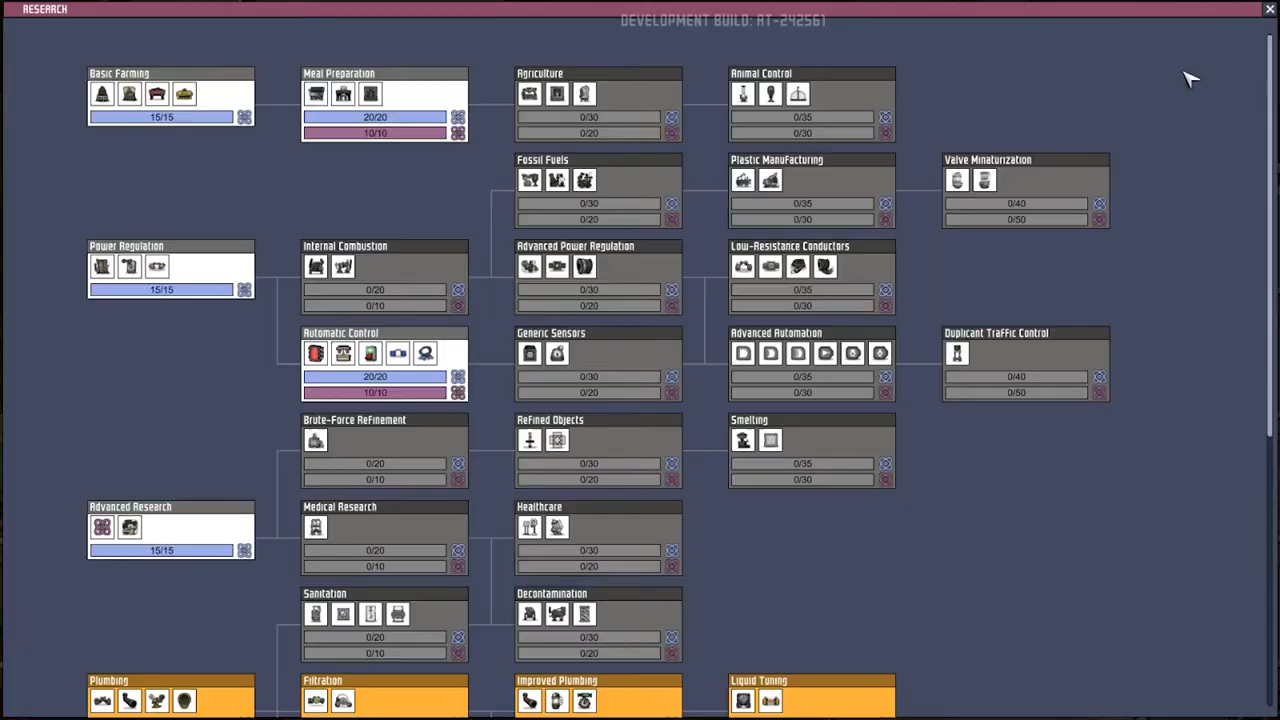 RESEARCH
DEVELOPMENT BUILD: AT-242561
Basic Farming
15/15
Meal Preparation
20/20
10/10
Agriculture
0/30
0/20
Animal Control
0/35
0/30
Fossil Fuels
0/30
0/20
Plastic Manufacturing
0/35
0/30
Valve Minaturization
0/40
0/50
Power Regulation
15/15
Internal Combustion
0/20
0/10
Advanced Power Regulation
0/30
0/20
Low-Resistance Conductors
0/35
0/30
Automatic Control
20/20
10/10
Generic Sensors
0/30
0/20
Advanced Automation
0/35
0/30
Duplicant Traffic Control
0/40
0/50
Brute-Force Refinement
0/20
0/10
Refined Objects
0/30
0/20
Smelting
0/35
0/30
Advanced Research
15/15
Medical Research
0/20
0/10
Healthcare
0/30
0/20
Sanitation
0/20
0/10
Decontamination
0/30
0/20
Plumbing
Filtration
Improved Plumbing
Liquid Tuning